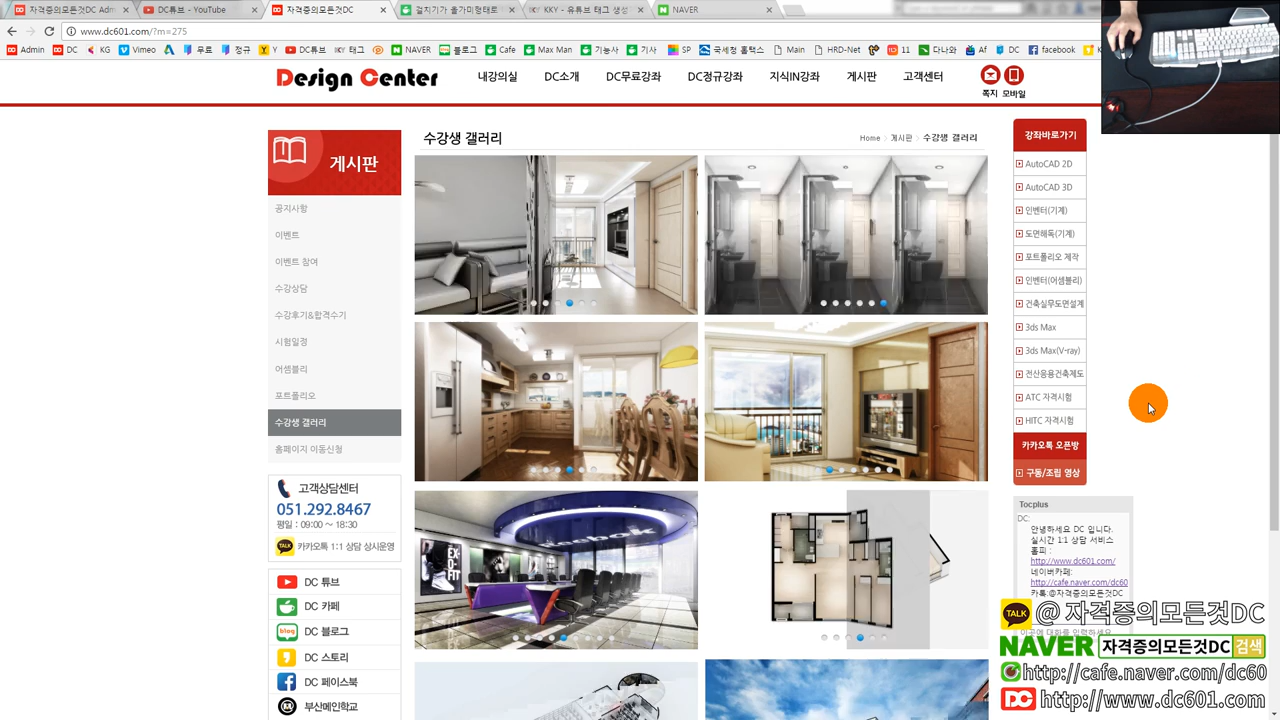 자격증의모든것DC Adm
DC튜브 - YouTube
자격증의모든것DC
KKY - 유튜브 태그 생성
NAVER
www.dc601.com/?m=275
Admin DC KG Vimeo 무료 정규 Y DC튜브 태그 NAVER 블로그 Cafe Max Man 기능사 기사 SP 국세청 홈택스 Main HRD-Net 11 다나와 Af DC facebook
Design Center
내강의실 DC소개 DC무료강좌 DC정규강좌 지식IN강좌 게시판 고객센터
쪽지 모바일
게시판
공지사항
이벤트
이벤트 참여
수강상담
수강후기&합격수기
시험일정
어셈블리
포트폴리오
수강생 갤러리
홈페이지 이동신청
고객상담센터
051.292.8467
평일 : 09:00 ~ 18:30
TALK 카카오톡 1:1 상담 상시운영
DC 튜브
DC 카페
blog DC 블로그
DC 스토리
DC 페이스북
부산메인학교
수강생 갤러리
Home > 게시판 > 수강생 갤러리
강좌바로가기
AutoCAD 2D
AutoCAD 3D
인벤터(기계)
도면해독(기계)
포트폴리오 제작
인벤터(어셈블리)
건축실무도면설계
3ds Max
3ds Max(V-ray)
전산응용건축제도
ATC 자격시험
HITC 자격시험
카카오톡 오픈방
구동/조립 영상
Tocplus
DC:
안녕하세요 DC 입니다.
실시간 1:1 상담 서비스
홈피 :
http://www.dc601.com/
네이버카페:
http://cafe.naver.com/dc60
카톡:@자격증의모든것DC
TALK @ 자격증의모든것DC
NAVER 자격증의모든것DC 검색
http://cafe.naver.com/dc60
DC http://www.dc601.com